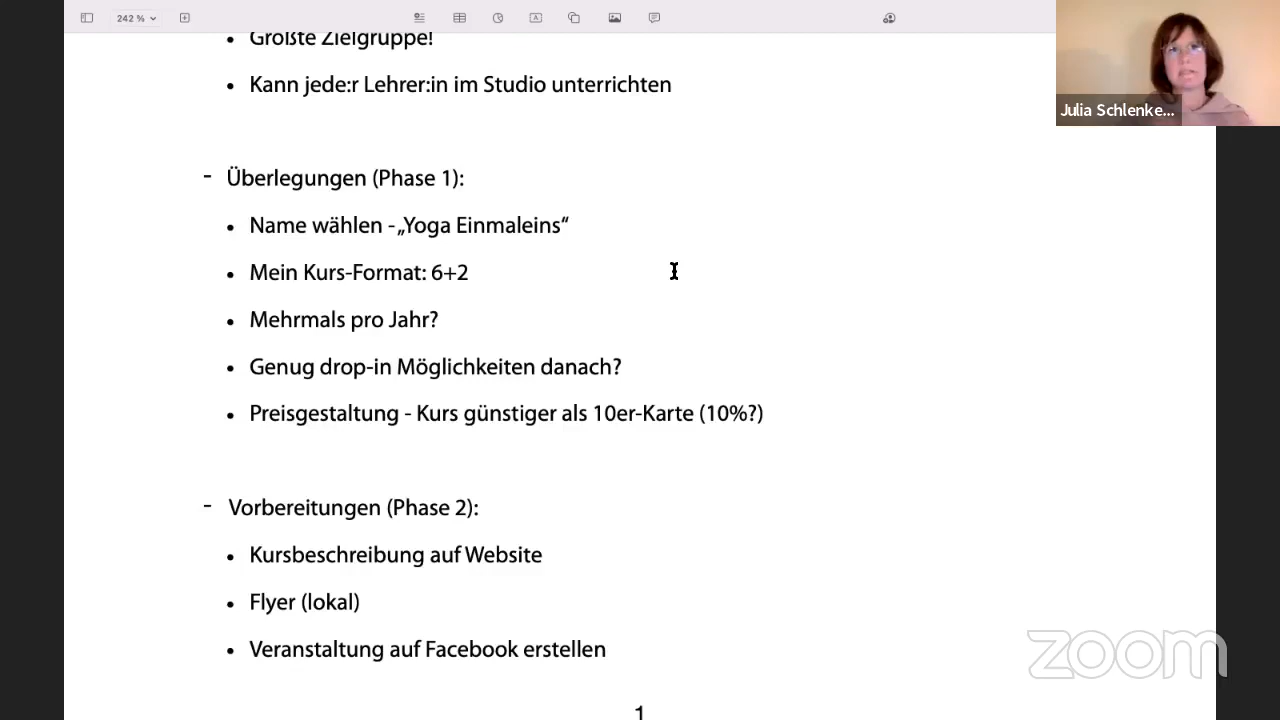 242 %
Größte Zielgruppe!
Kann jede:r Lehrer:in im Studio unterrichten
Julia Schlenke...
- Überlegungen (Phase 1):
• Name wählen - „Yoga Einmaleins“
• Mein Kurs-Format: 6+2
• Mehrmals pro Jahr?
• Genug drop-in Möglichkeiten danach?
• Preisgestaltung - Kurs günstiger als 10er-Karte (10%?)
- Vorbereitungen (Phase 2):
• Kursbeschreibung auf Website
• Flyer (lokal)
• Veranstaltung auf Facebook erstellen
zoom
1